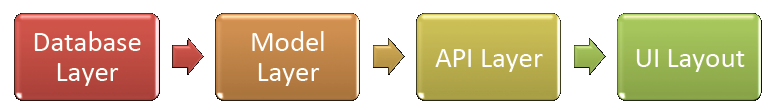 Database
Layer
Model
Layer
API Layer
UI Layout